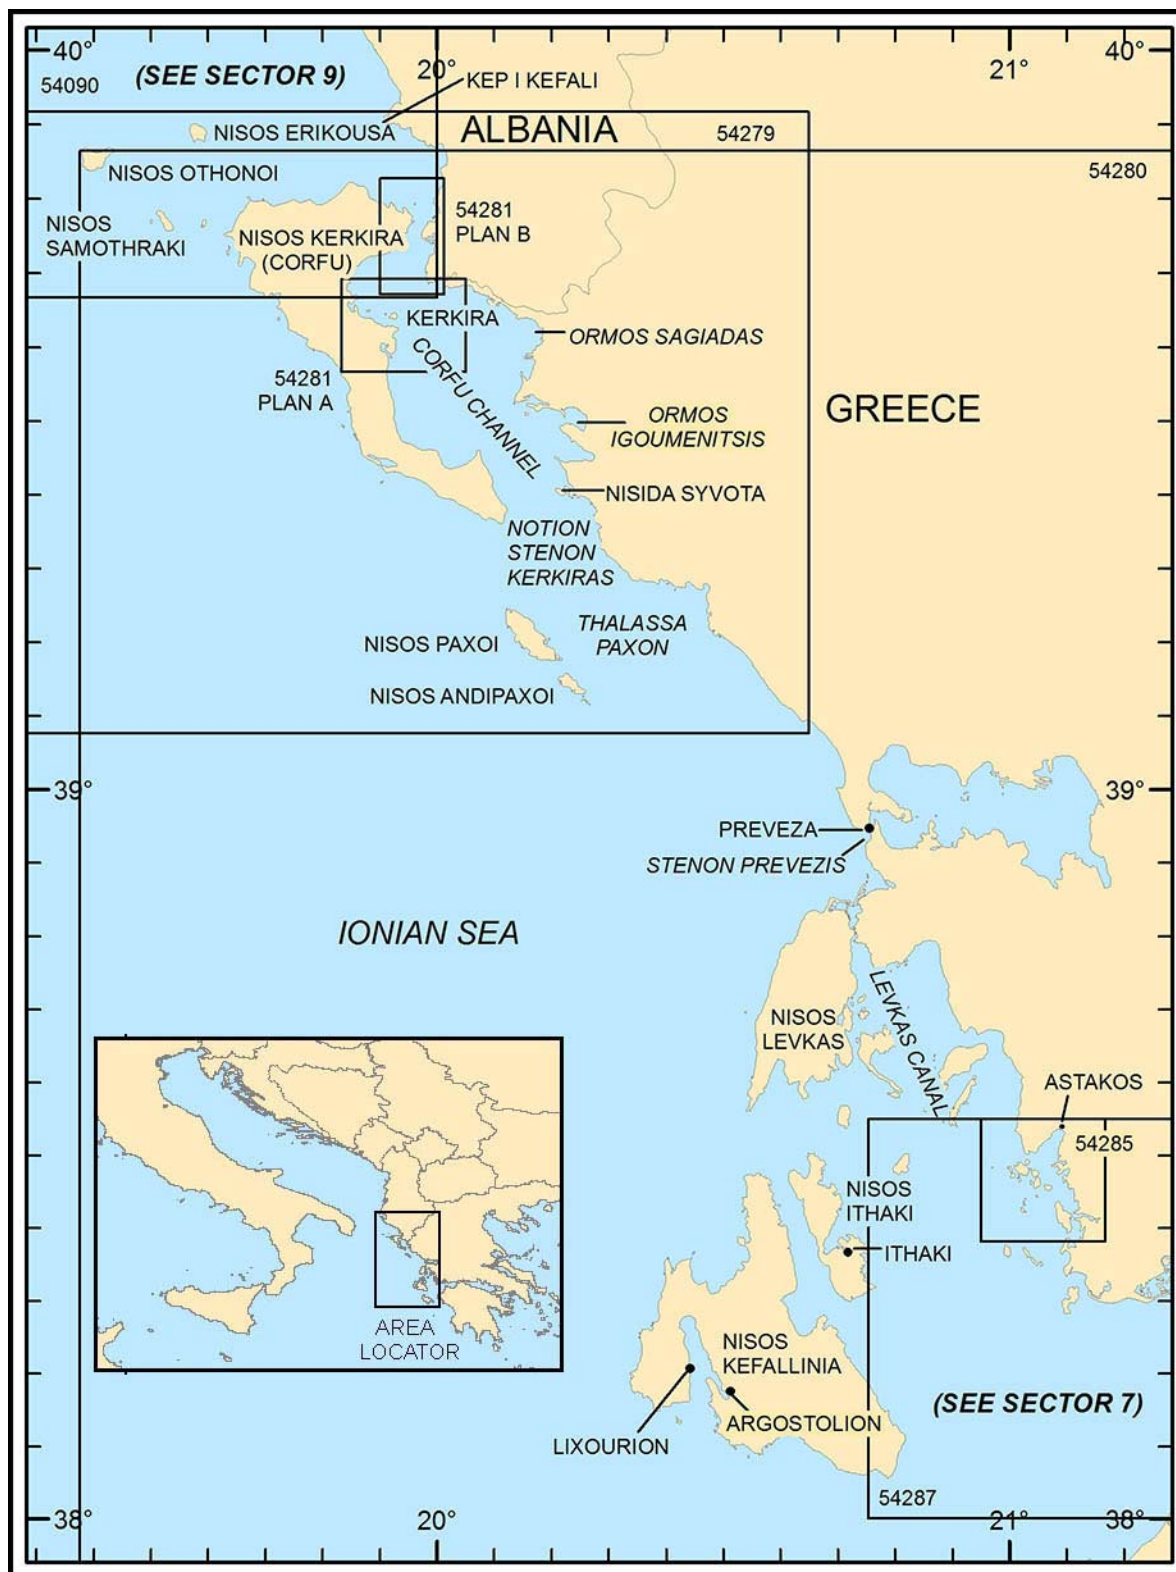 40°
(SEE SECTOR 9)
20°
21°
40°
54090
KEP I KEFALI
NISOS ERIKOUSA
ALBANIA
54279
NISOS OTHONOI
54280
NISOS
SAMOTHRAKI
54281
PLAN B
NISOS KERKIRA
(CORFU)
KERKIRA
ORMOS SAGIADAS
CORFU CHANNEL
54281
PLAN A
GREECE
ORMOS
IGOUMENITSIS
NISIDA SYVOTA
NOTION
STENON
KERKIRAS
THALASSA
PAXON
NISOS PAXOI
NISOS ANDIPAXOI
39°
39°
PREVEZA
STENON PREVEZIS
IONIAN SEA
LEVKAS CANAL
NISOS
LEVKAS
ASTAKOS
54285
NISOS
ITHAKI
ITHAKI
AREA
LOCATOR
NISOS
KEFALLINIA
(SEE SECTOR 7)
ARGOSTOLION
LIXOURION
54287
38°
20°
21°
38°